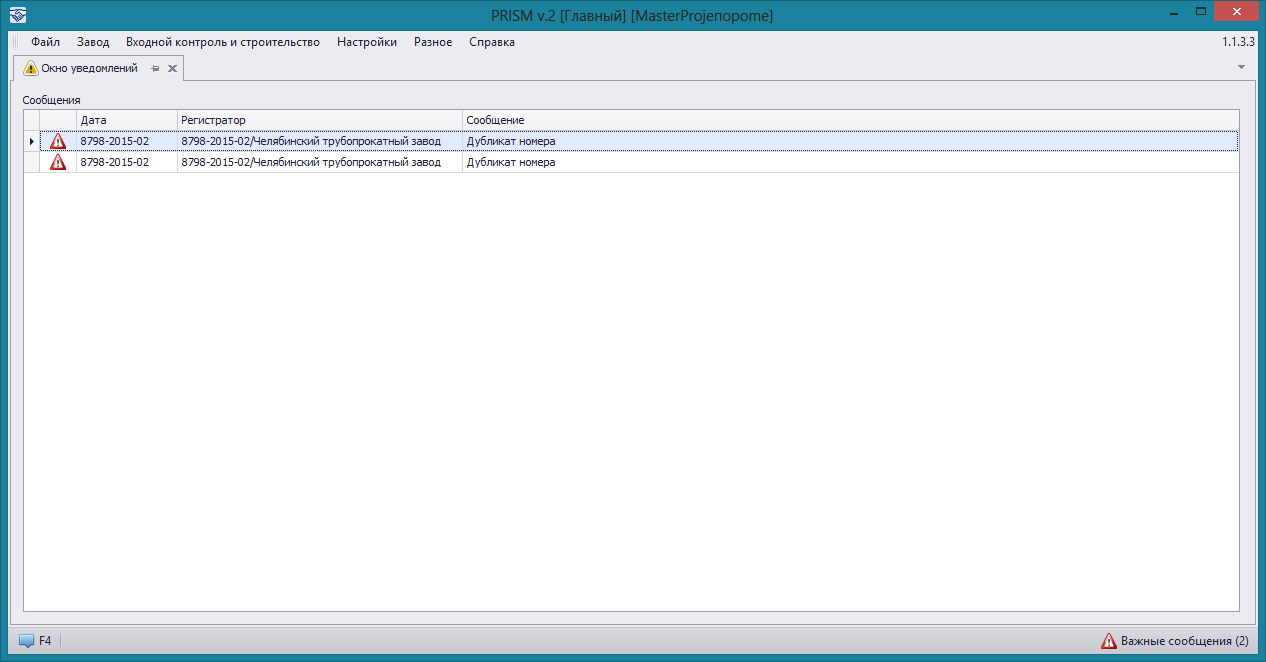 PRISM v.2 [Главный] [MasterProjепороme]
Файл Завод Входной контроль и строительство Настройки Разное Справка 1.1.3.3
Окно уведомлений
Сообщения
Дата Регистратор Сообщение
8798-2015-02 8798-2015-02/Челябинский трубопрокатный завод Дубликат номера
8798-2015-02 8798-2015-02/Челябинский трубопрокатный завод Дубликат номера
F4 Важные сообщения (2)